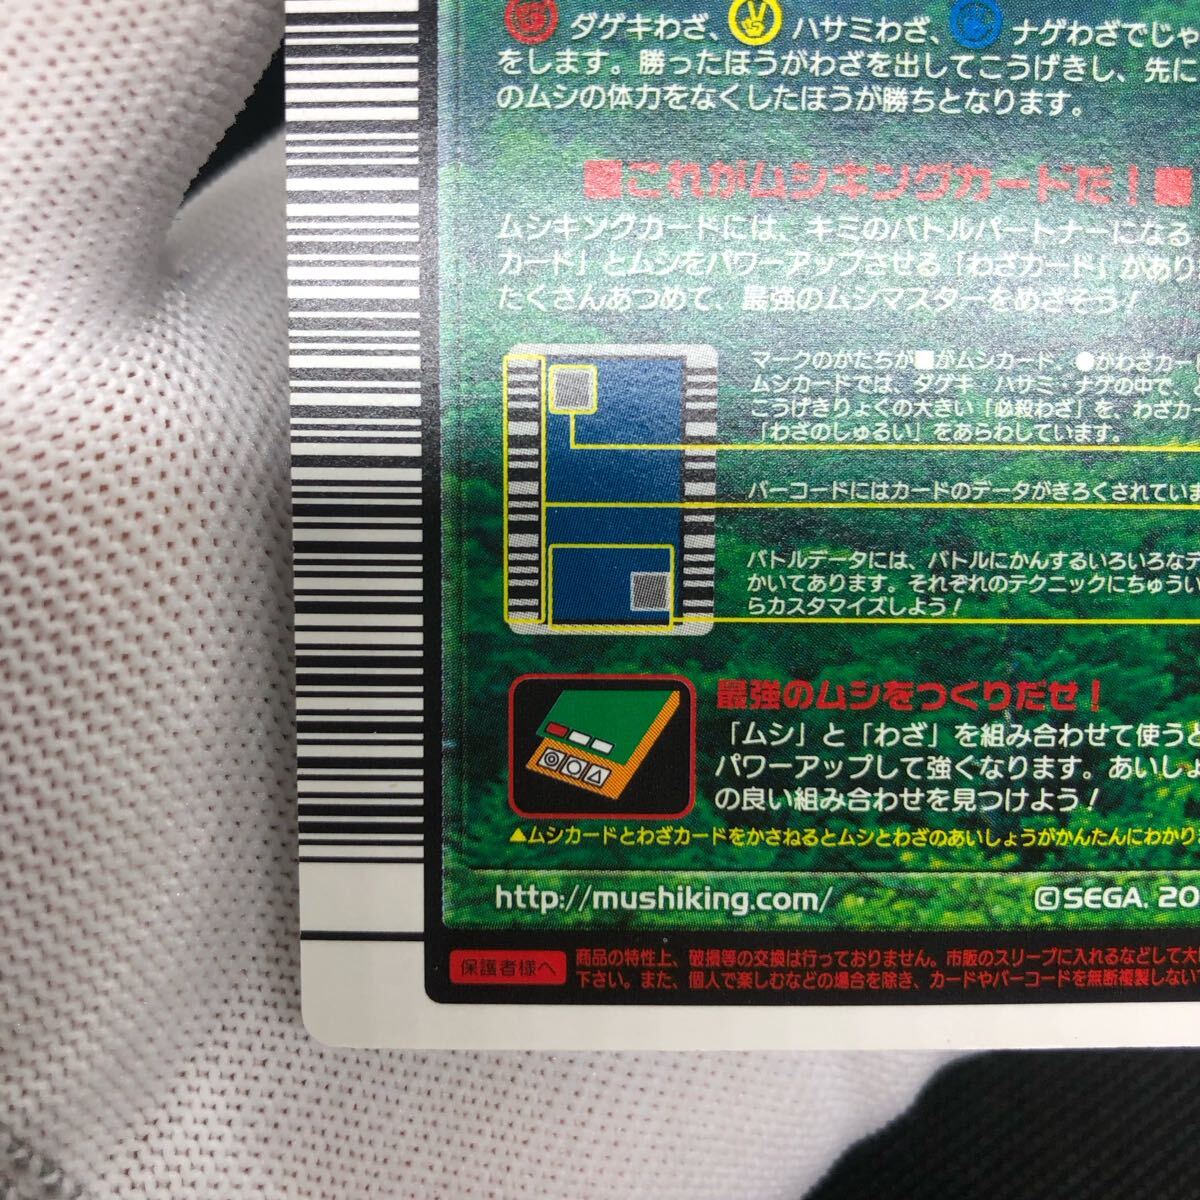 ダゲキわざ、ハサミわざ、ナゲわざでじゃ
をします。勝ったほうがわざを出してこうげきし、先に
のムシの体力をなくしたほうが勝ちとなります。
■これがムシキングカードだ！■
ムシキングカードには、キミのバトルパートナーになる
カード」とムシをパワーアップさせる「わざカード」があり
たくさんあつめて、最強のムシマスターをめざそう！
マークのかたちが■がムシカード、●がわざカー
ムシカードでは、ダゲキ・ハサミ・ナゲの中で、
こうげきりょくの大きい「必殺わざ」を、わざカ
「わざのしゅるい」をあらわしています。
バーコードにはカードのデータがきろくされていま
バトルデータには、バトルにかんするいろいろなデ
かいてあります。それぞれのテクニックにちゅうい
らカスタマイズしよう！
最強のムシをつくりだせ！
「ムシ」と「わざ」を組み合わせて使うと
パワーアップして強くなります。あいしょ
の良い組み合わせを見つけよう！
▲ムシカードとわざカードをかさねるとムシとわざのあいしょうがかんたんにわかり
http://mushiking.com/ ©SEGA, 20
保護者様へ
商品の特性上、破損等の交換は行っておりません。市販のスリーブに入れるなどして大
下さい。また、個人で楽しむなどの場合を除き、カードやバーコードを無断複製しない